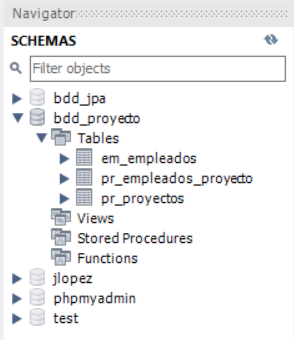 Navigator
SCHEMAS
Filter objects
bdd_jpa
bdd_proyecto
Tables
em_empleados
pr_empleados_proyecto
pr_proyectos
Views
Stored Procedures
Functions
jlopez
phpmyadmin
test